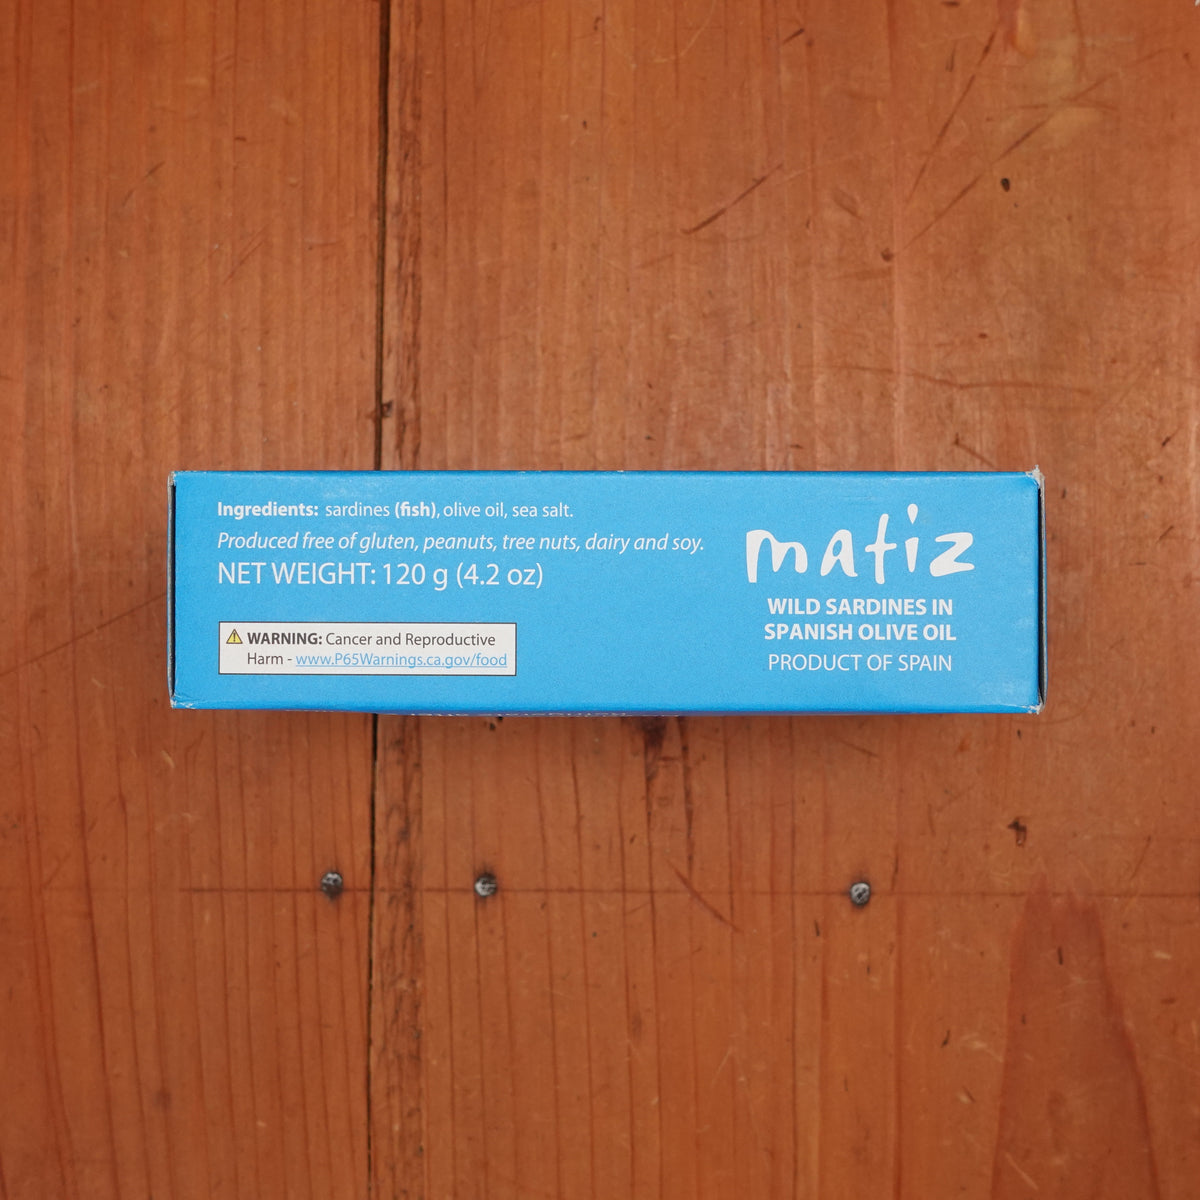 Ingredients: sardines (fish), olive oil, sea salt.
Produced free of gluten, peanuts, tree nuts, dairy and soy.
NET WEIGHT: 120 g (4.2 oz)
WARNING: Cancer and Reproductive
Harm - www.P65Warnings.ca.gov/food
matiz
WILD SARDINES IN
SPANISH OLIVE OIL
PRODUCT OF SPAIN